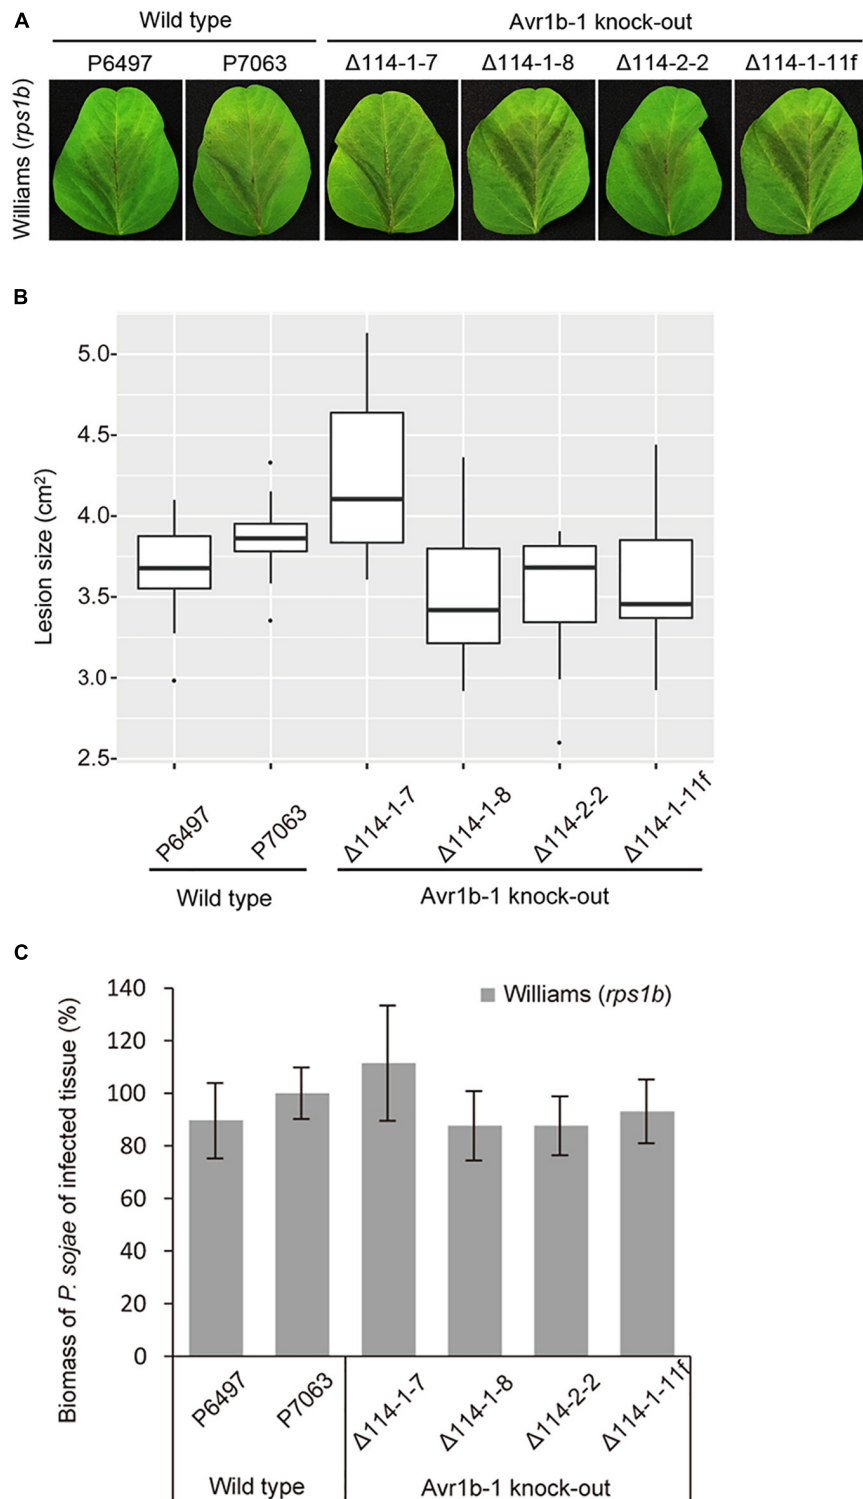 A
Wild type
Avr1b-1 knock-out
P6497
P7063
Δ114-1-7
Δ114-1-8
Δ114-2-2
Δ114-1-11f
Williams (rps1b)
B
Lesion size (cm²)
5.0
4.5
4.0
3.5
3.0
2.5
P6497
P7063
Δ114-1-7
Δ114-1-8
Δ114-2-2
Δ114-1-11f
Wild type
Avr1b-1 knock-out
C
Biomass of P. sojae of infected tissue (%)
140
120
100
80
60
40
20
0
Williams (rps1b)
P6497
P7063
Δ114-1-7
Δ114-1-8
Δ114-2-2
Δ114-1-11f
Wild type
Avr1b-1 knock-out